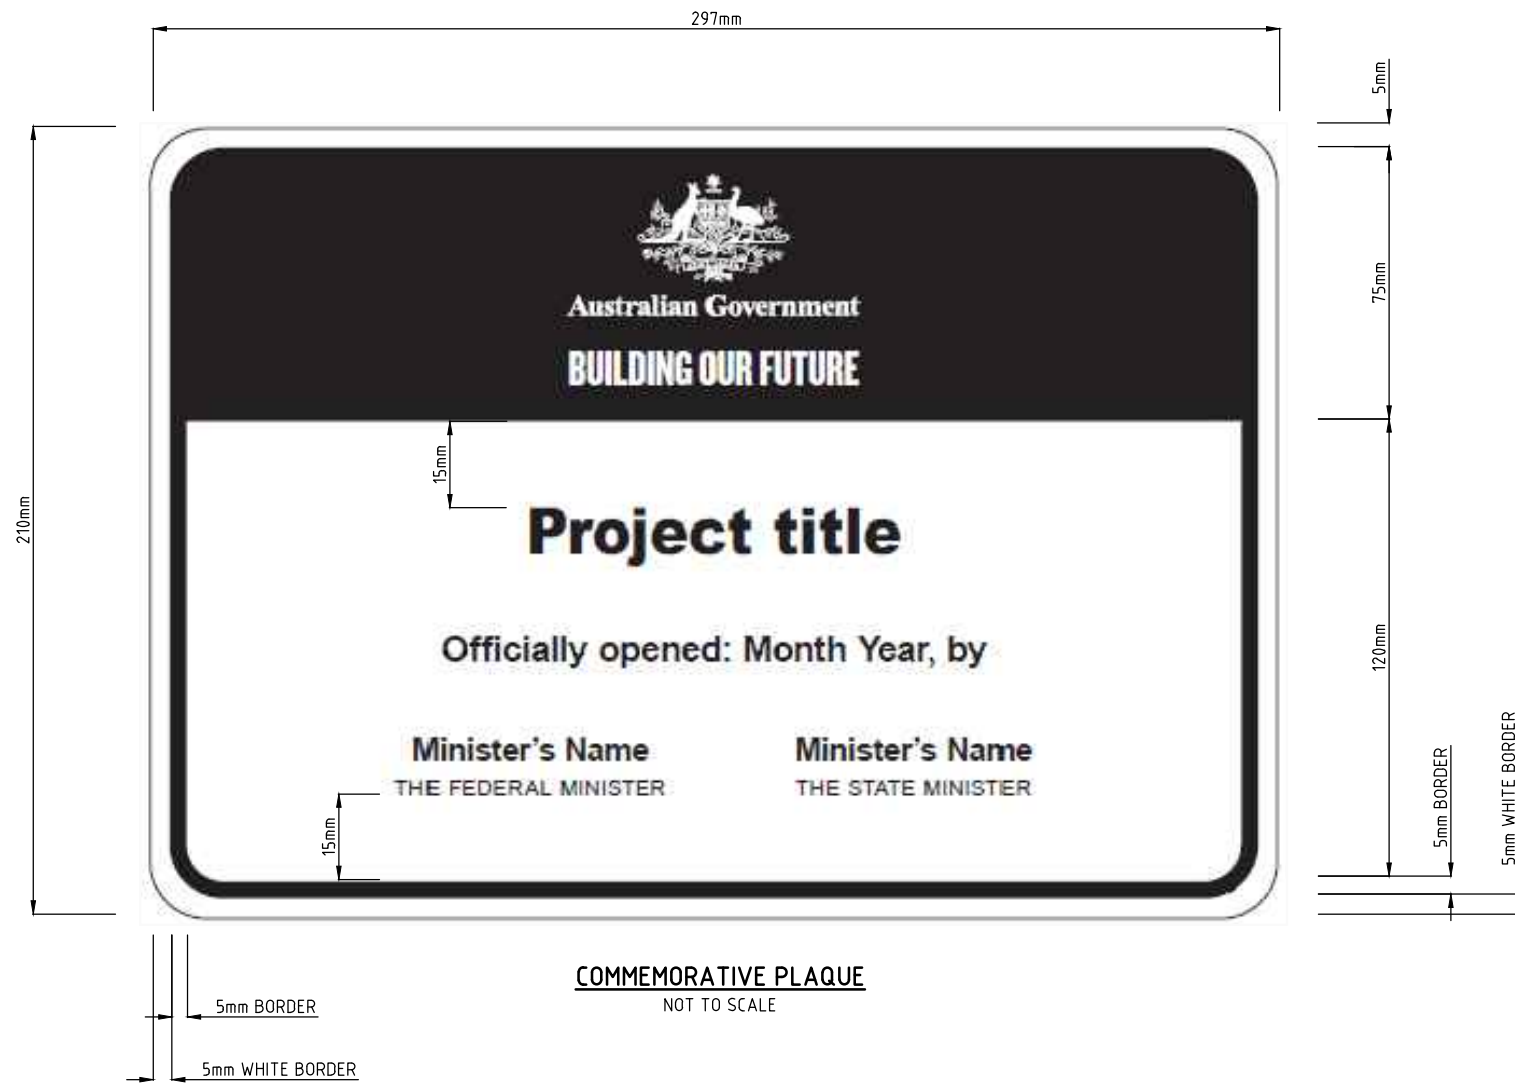 297mm
5mm
Australian Government
BUILDING OUR FUTURE
75mm
15mm
210mm
Project title
Officially opened: Month Year, by
120mm
Minister's Name
Minister's Name
THE FEDERAL MINISTER
THE STATE MINISTER
15mm
5mm BORDER
5mm WHITE BORDER
COMMEMORATIVE PLAQUE
NOT TO SCALE
5mm BORDER
5mm WHITE BORDER